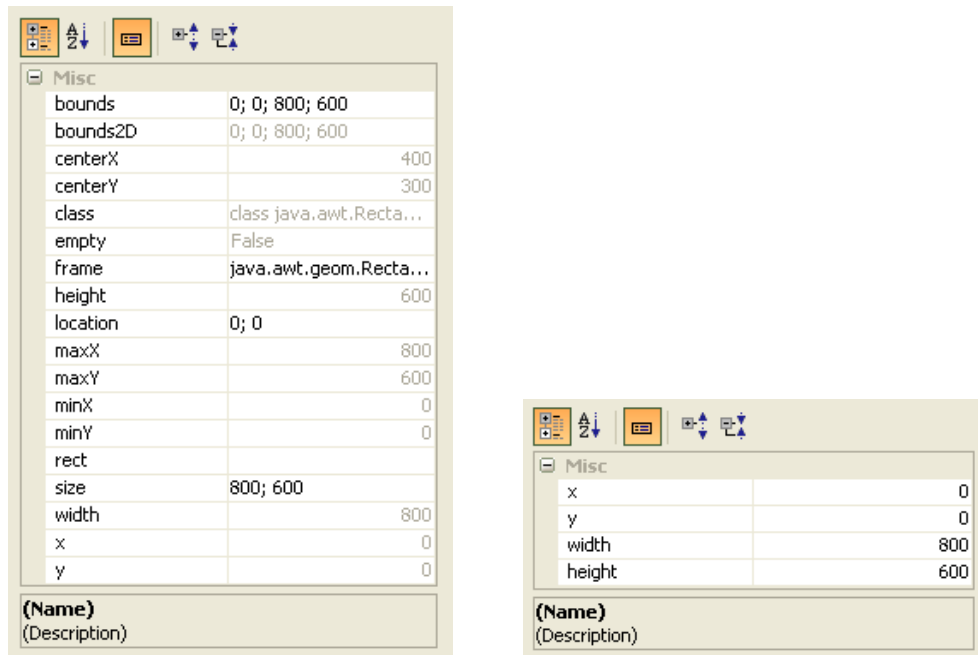 Misc
bounds 0; 0; 800; 600
bounds2D 0; 0; 800; 600
centerX 400
centerY 300
class class java.awt.Recta...
empty False
frame java.awt.geom.Recta...
height 600
location 0; 0
maxX 800
maxY 600
minX 0
minY 0
rect
size 800; 600
width 800
x 0
y 0
(Name)
(Description)
Misc
x 0
y 0
width 800
height 600
(Name)
(Description)